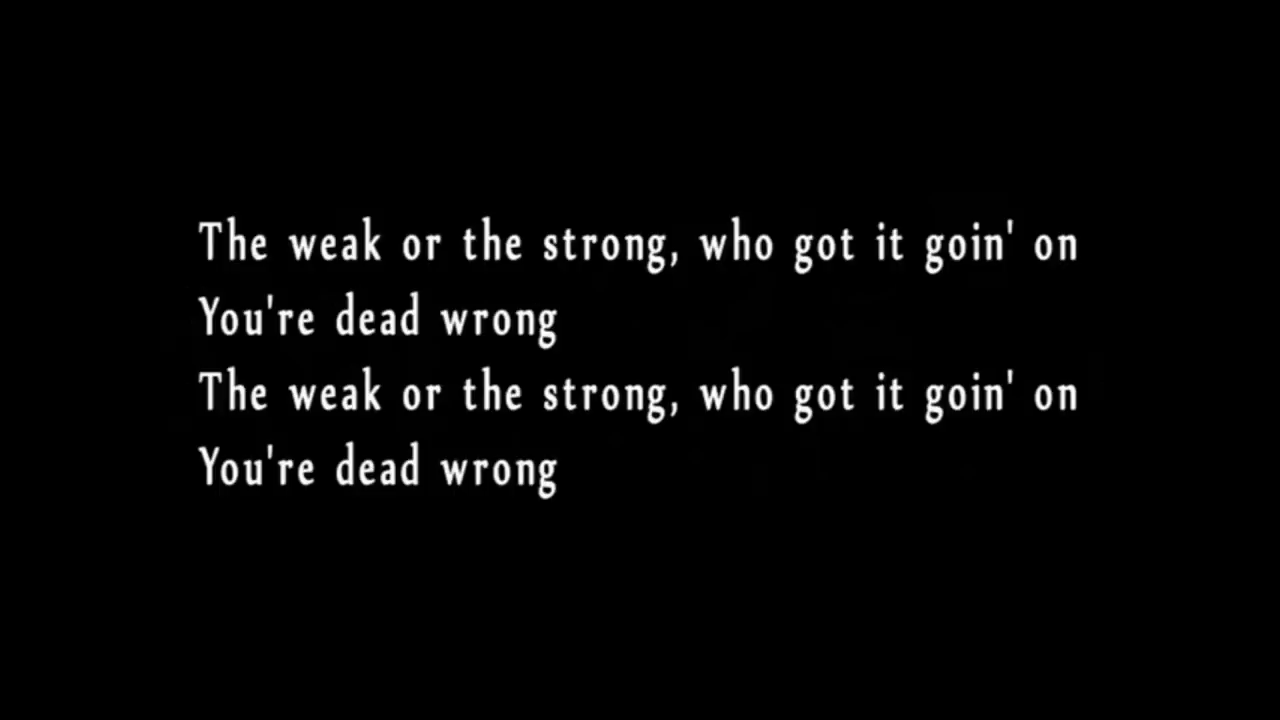 The weak or the strong, who got it goin' on
You're dead wrong
The weak or the strong, who got it goin' on
You're dead wrong